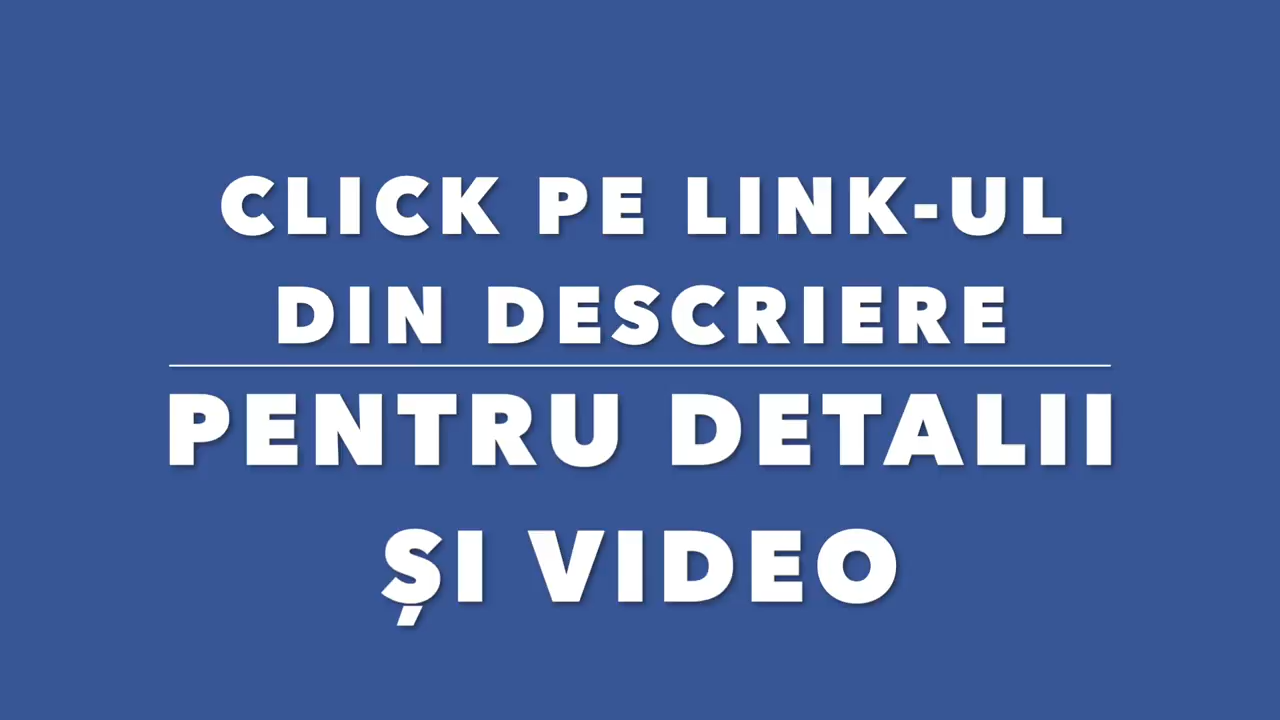 CLICK PE LINK-UL
DIN DESCRIERE
PENTRU DETALII
ȘI VIDEO